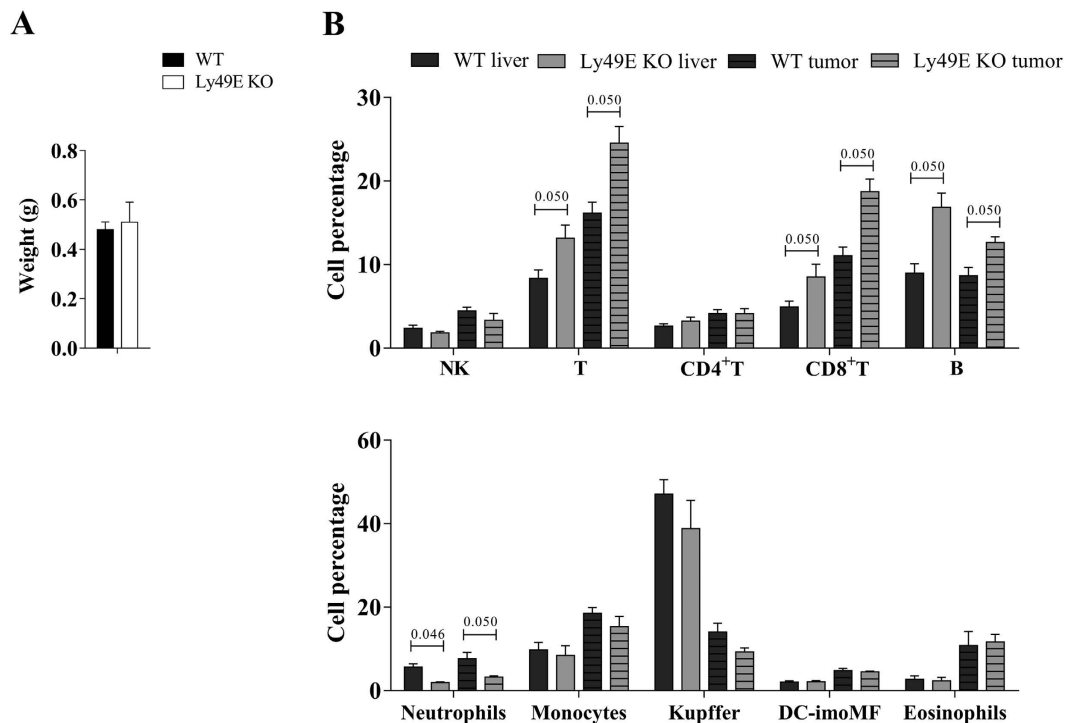 A
WT
Ly49E KO
Weight (g)
0.8
0.6
0.4
0.2
0.0
B
WT liver Ly49E KO liver WT tumor Ly49E KO tumor
Cell percentage
30
20
10
0
0.050
0.050
0.050
0.050
0.050
0.050
NK T CD4⁺T CD8⁺T B
Cell percentage
60
40
20
0
0.046
0.050
Neutrophils Monocytes Kupffer DC-imoMF Eosinophils